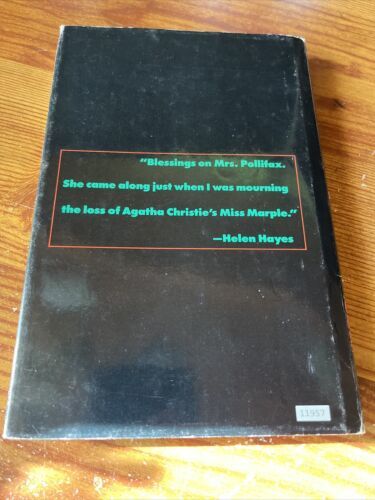 "Blessings on Mrs. Pollifax.
She came along just when I was mourning
the loss of Agatha Christie's Miss Marple."
—Helen Hayes
11957